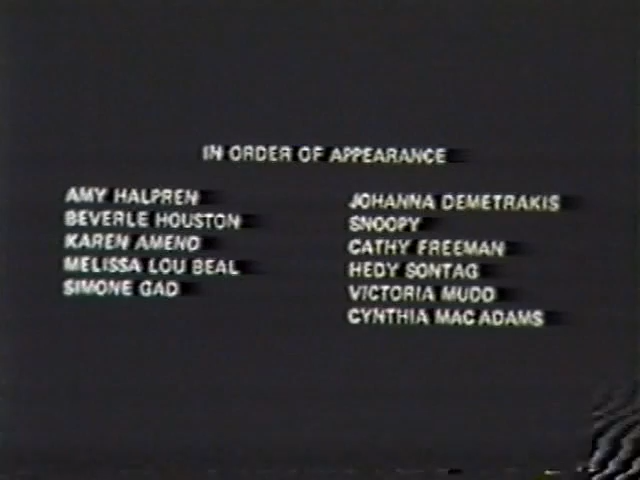 IN ORDER OF APPEARANCE
AMY HALPREN
BEVERLE HOUSTON
KAREN AMEND
MELISSA LOU BEAL
SIMONE GAD
JOHANNA DEMETRAKIS
SNOOPY
CATHY FREEMAN
HEDY SONTAG
VICTORIA MUDD
CYNTHIA MAC ADAMS